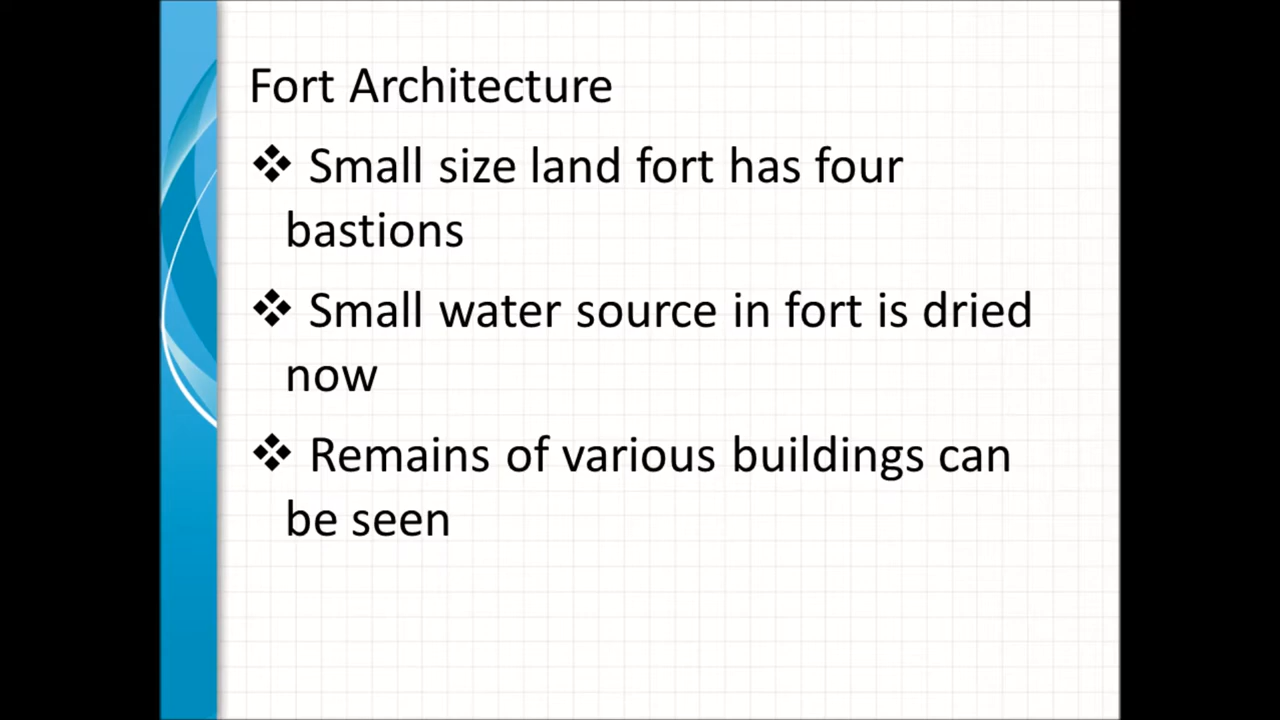 Fort Architecture
❖ Small size land fort has four
bastions
❖ Small water source in fort is dried
now
❖ Remains of various buildings can
be seen